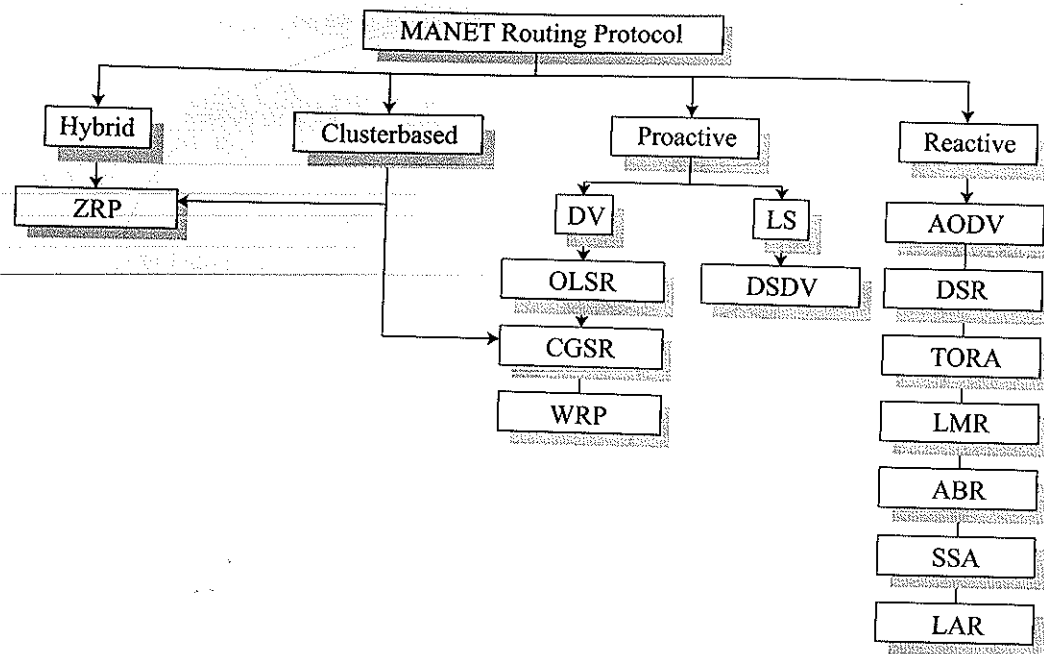 MANET Routing Protocol
Hybrid
Clusterbased
Proactive
Reactive
ZRP
DV
LS
AODV
OLSR
DSDV
DSR
CGSR
TORA
WRP
LMR
ABR
SSA
LAR